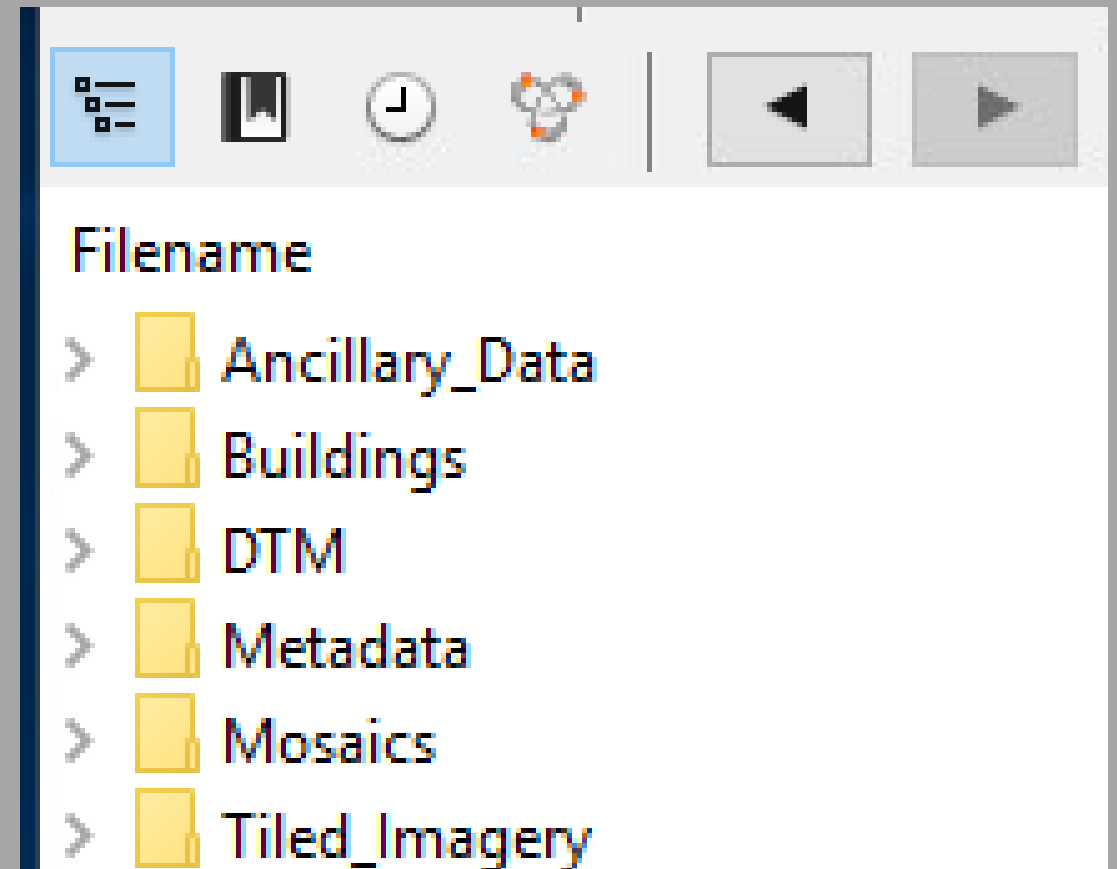 Filename
Ancillary_Data
Buildings
DTM
Metadata
Mosaics
Tiled_Imagery